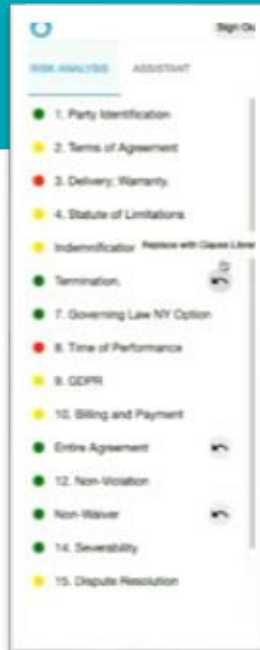 Sign Ou
RISK ANALYSIS ASSISTANT
1. Party Identification
2. Terms of Agreement
3. Delivery; Warranty.
4. Statute of Limitations
Indemnification Replace with Clause Librar
Termination.
7. Governing Law NY Option
8. Time of Performance
9. GDPR
10. Billing and Payment
Entire Agreement
12. Non-Violation
Non-Waiver
14. Severability
15. Dispute Resolution